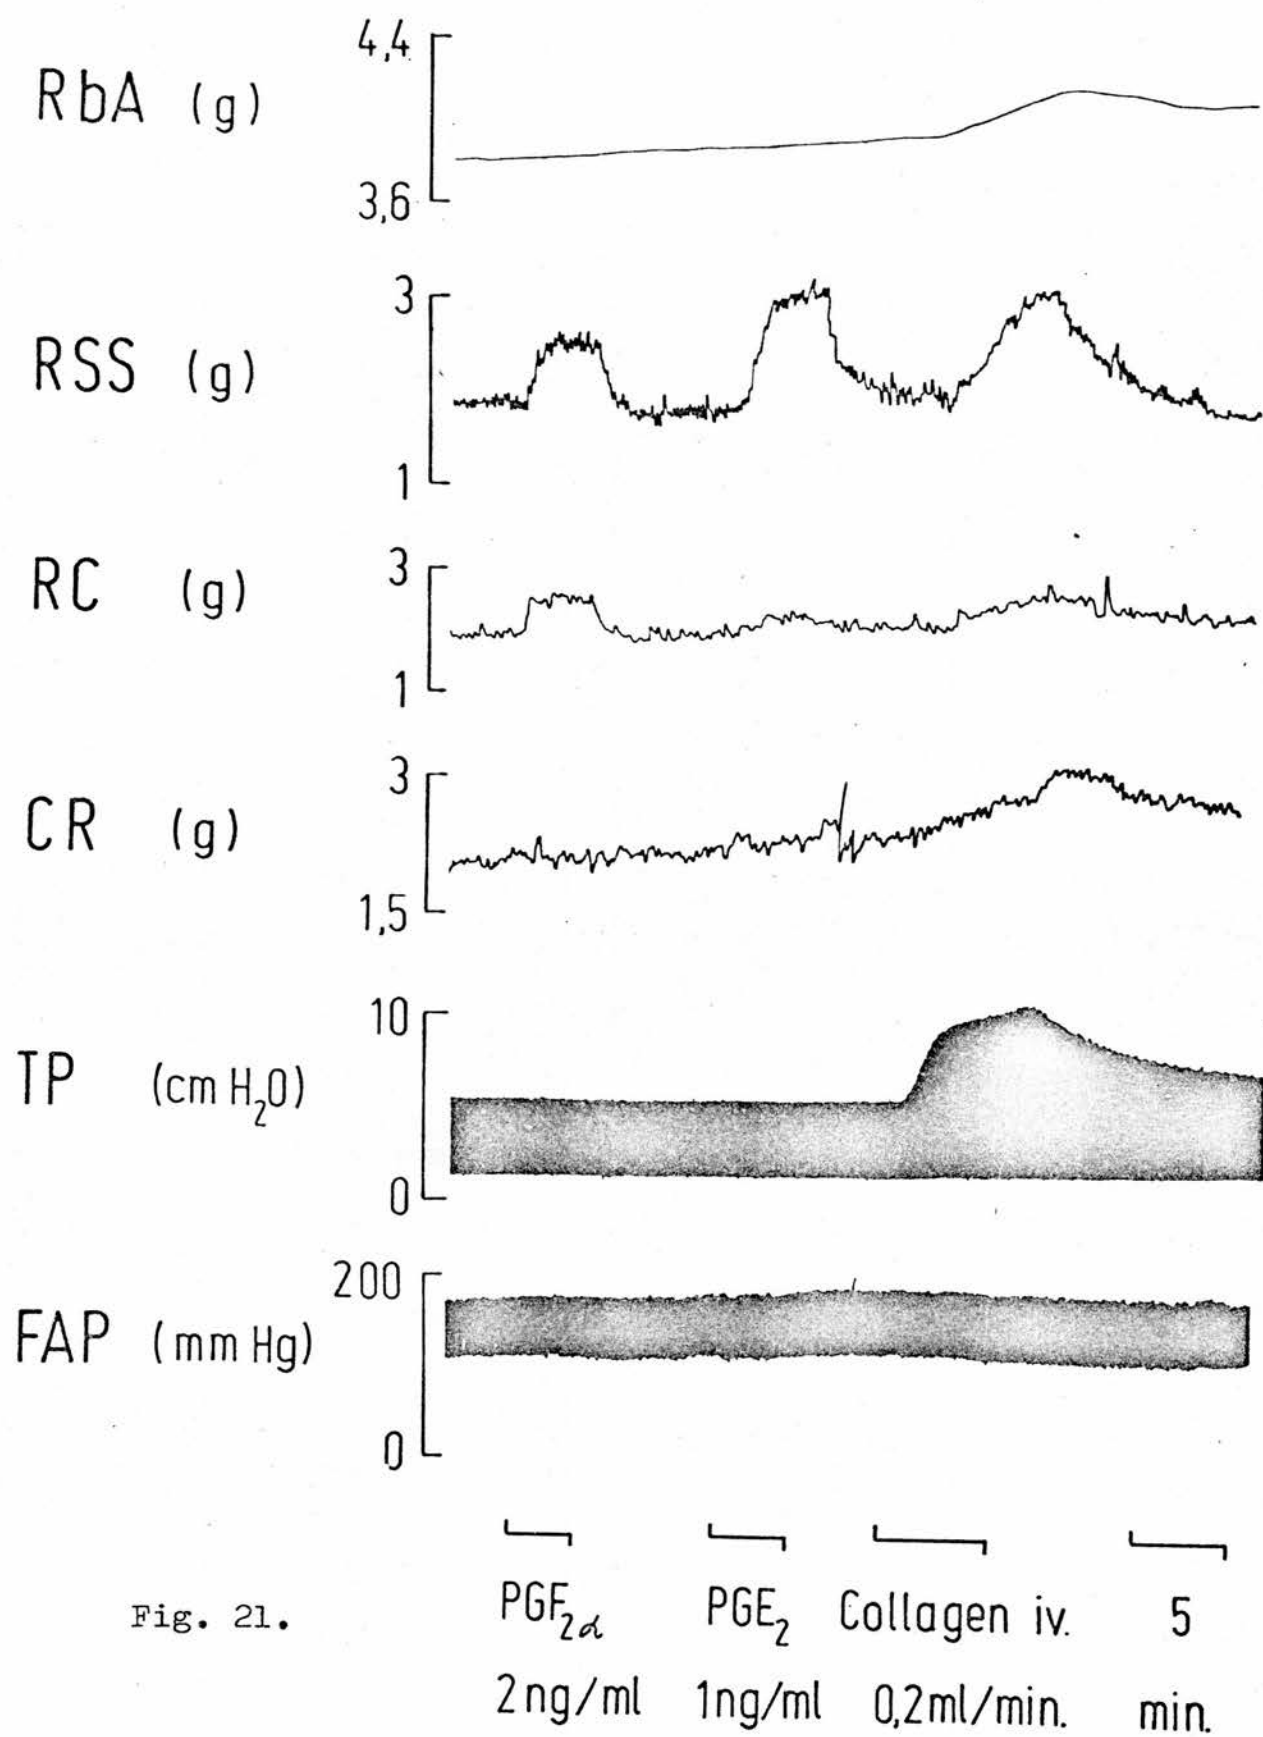 4,4
RbA (g)
3,6
3
RSS (g)
1
3
RC (g)
1
3
CR (g)
1,5
10
TP (cm H₂O)
0
200
FAP (mm Hg)
0
Fig. 21.
PGF₂α PGE₂ Collagen iv. 5
2ng/ml 1ng/ml 0,2ml/min. min.